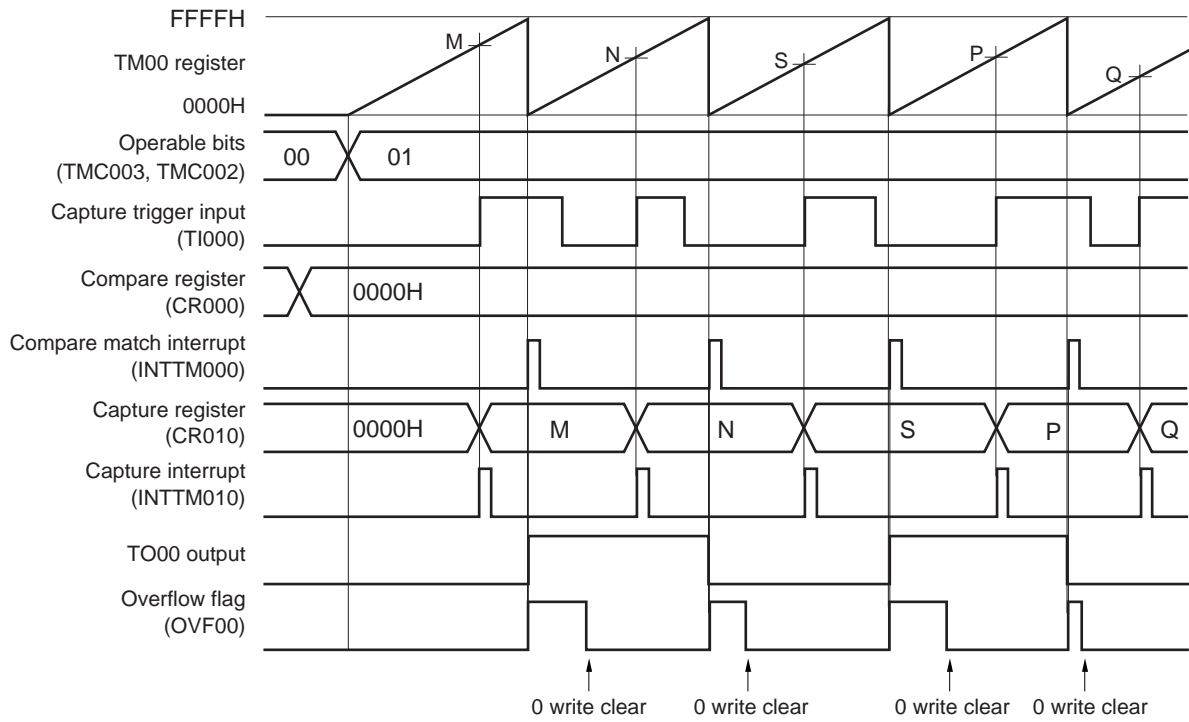 FFFFH
TM00 register
0000H
M N S P Q
Operable bits
(TMC003, TMC002)
00 01
Capture trigger input
(TI000)
Compare register
(CR000)
0000H
Compare match interrupt
(INTTM000)
Capture register
(CR010)
0000H M N S P Q
Capture interrupt
(INTTM010)
TO00 output
Overflow flag
(OVF00)
0 write clear 0 write clear 0 write clear 0 write clear